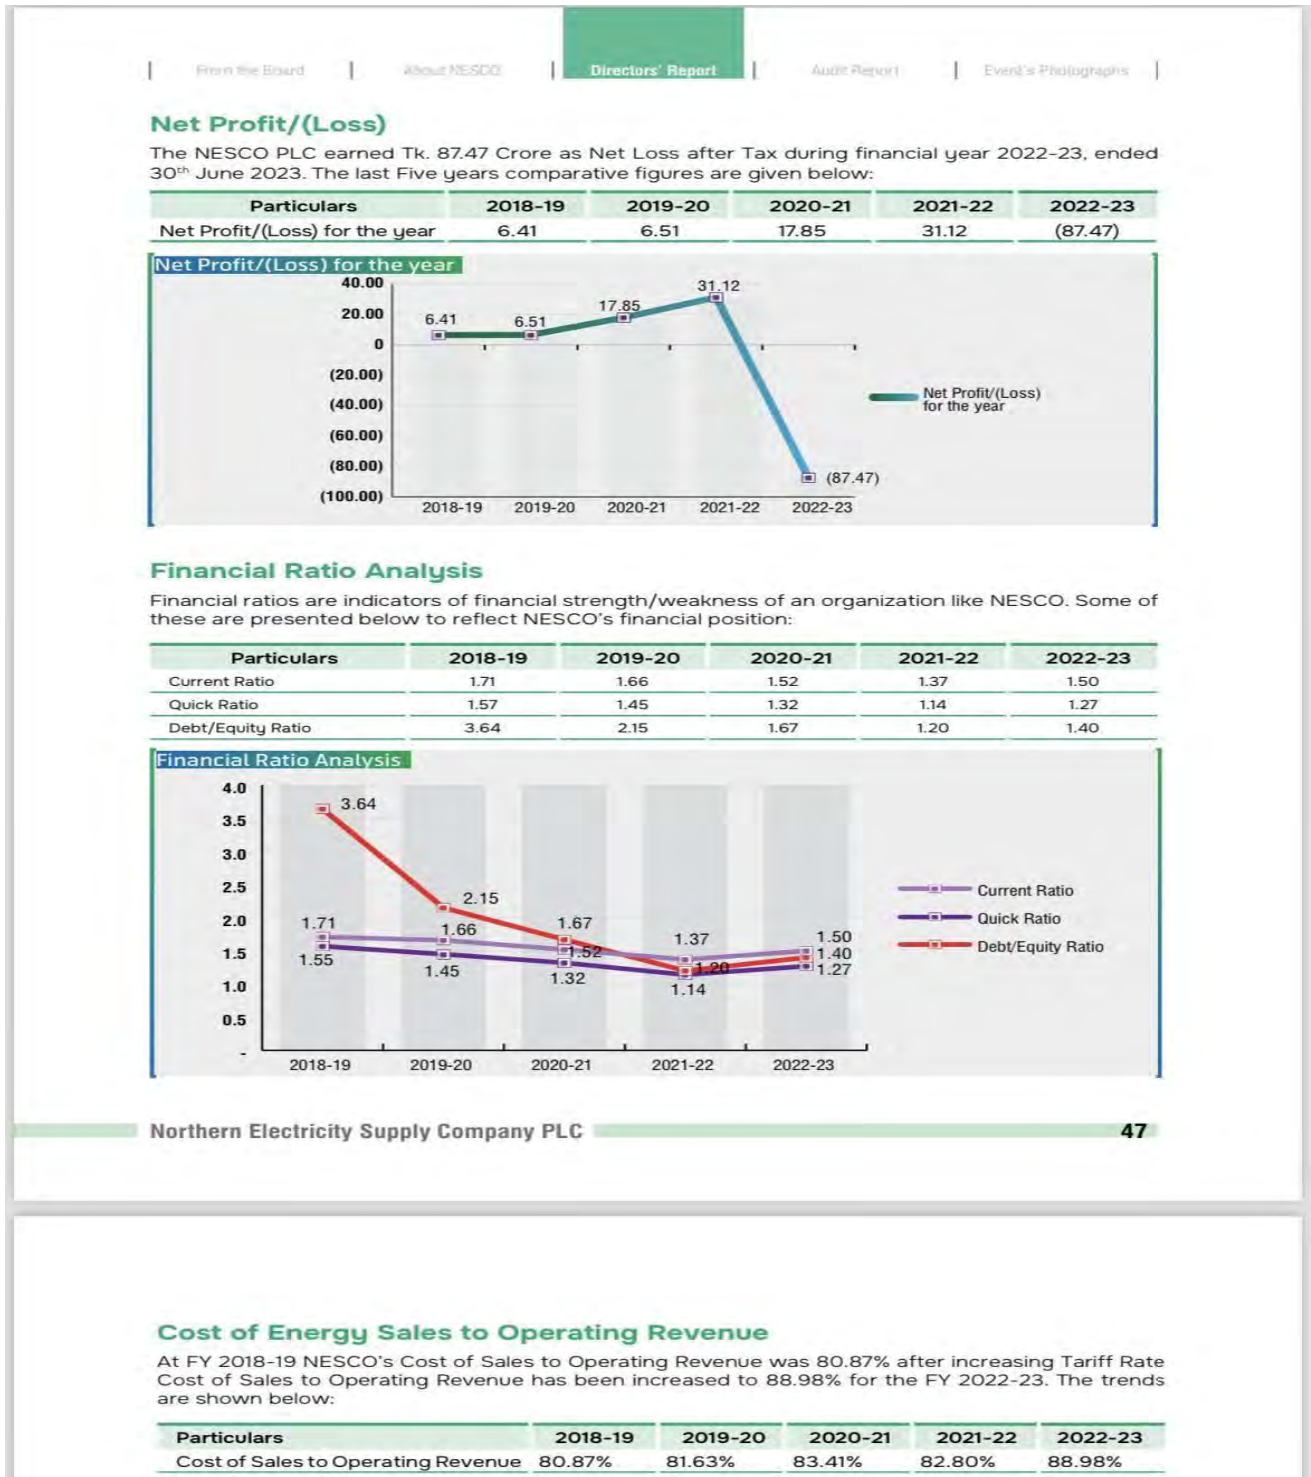 From the Board | About NESCO | Directors' Report | Audit Report | Event's Photographs
Net Profit/(Loss)
The NESCO PLC earned Tk. 87.47 Crore as Net Loss after Tax during financial year 2022-23, ended
30th June 2023. The last Five years comparative figures are given below:
Particulars 2018-19 2019-20 2020-21 2021-22 2022-23
Net Profit/(Loss) for the year 6.41 6.51 17.85 31.12 (87.47)
Net Profit/(Loss) for the year
40.00
20.00
0
(20.00)
(40.00)
(60.00)
(80.00)
(100.00)
6.41 6.51 17.85 31.12 (87.47)
2018-19 2019-20 2020-21 2021-22 2022-23
Net Profit/(Loss)
for the year
Financial Ratio Analysis
Financial ratios are indicators of financial strength/weakness of an organization like NESCO. Some of
these are presented below to reflect NESCO's financial position:
Particulars 2018-19 2019-20 2020-21 2021-22 2022-23
Current Ratio 1.71 1.66 1.52 1.37 1.50
Quick Ratio 1.57 1.45 1.32 1.14 1.27
Debt/Equity Ratio 3.64 2.15 1.67 1.20 1.40
Financial Ratio Analysis
4.0
3.5
3.0
2.5
2.0
1.5
1.0
0.5
-
3.64 2.15 1.67 1.20 1.40
1.71 1.66 1.52 1.37 1.50
1.55 1.45 1.32 1.14 1.27
2018-19 2019-20 2020-21 2021-22 2022-23
Current Ratio
Quick Ratio
Debt/Equity Ratio
Northern Electricity Supply Company PLC 47
Cost of Energy Sales to Operating Revenue
At FY 2018-19 NESCO's Cost of Sales to Operating Revenue was 80.87% after increasing Tariff Rate
Cost of Sales to Operating Revenue has been increased to 88.98% for the FY 2022-23. The trends
are shown below:
Particulars 2018-19 2019-20 2020-21 2021-22 2022-23
Cost of Sales to Operating Revenue 80.87% 81.63% 83.41% 82.80% 88.98%